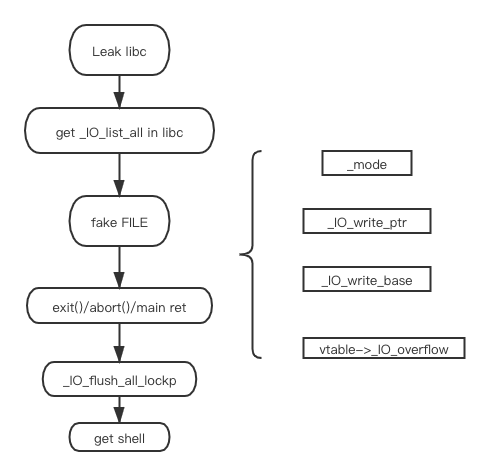 Leak libc
get _IO_list_all in libc
fake FILE
exit()/abort()/main ret
_IO_flush_all_lockp
get shell
_mode
_IO_write_ptr
_IO_write_base
vtable->_IO_overflow